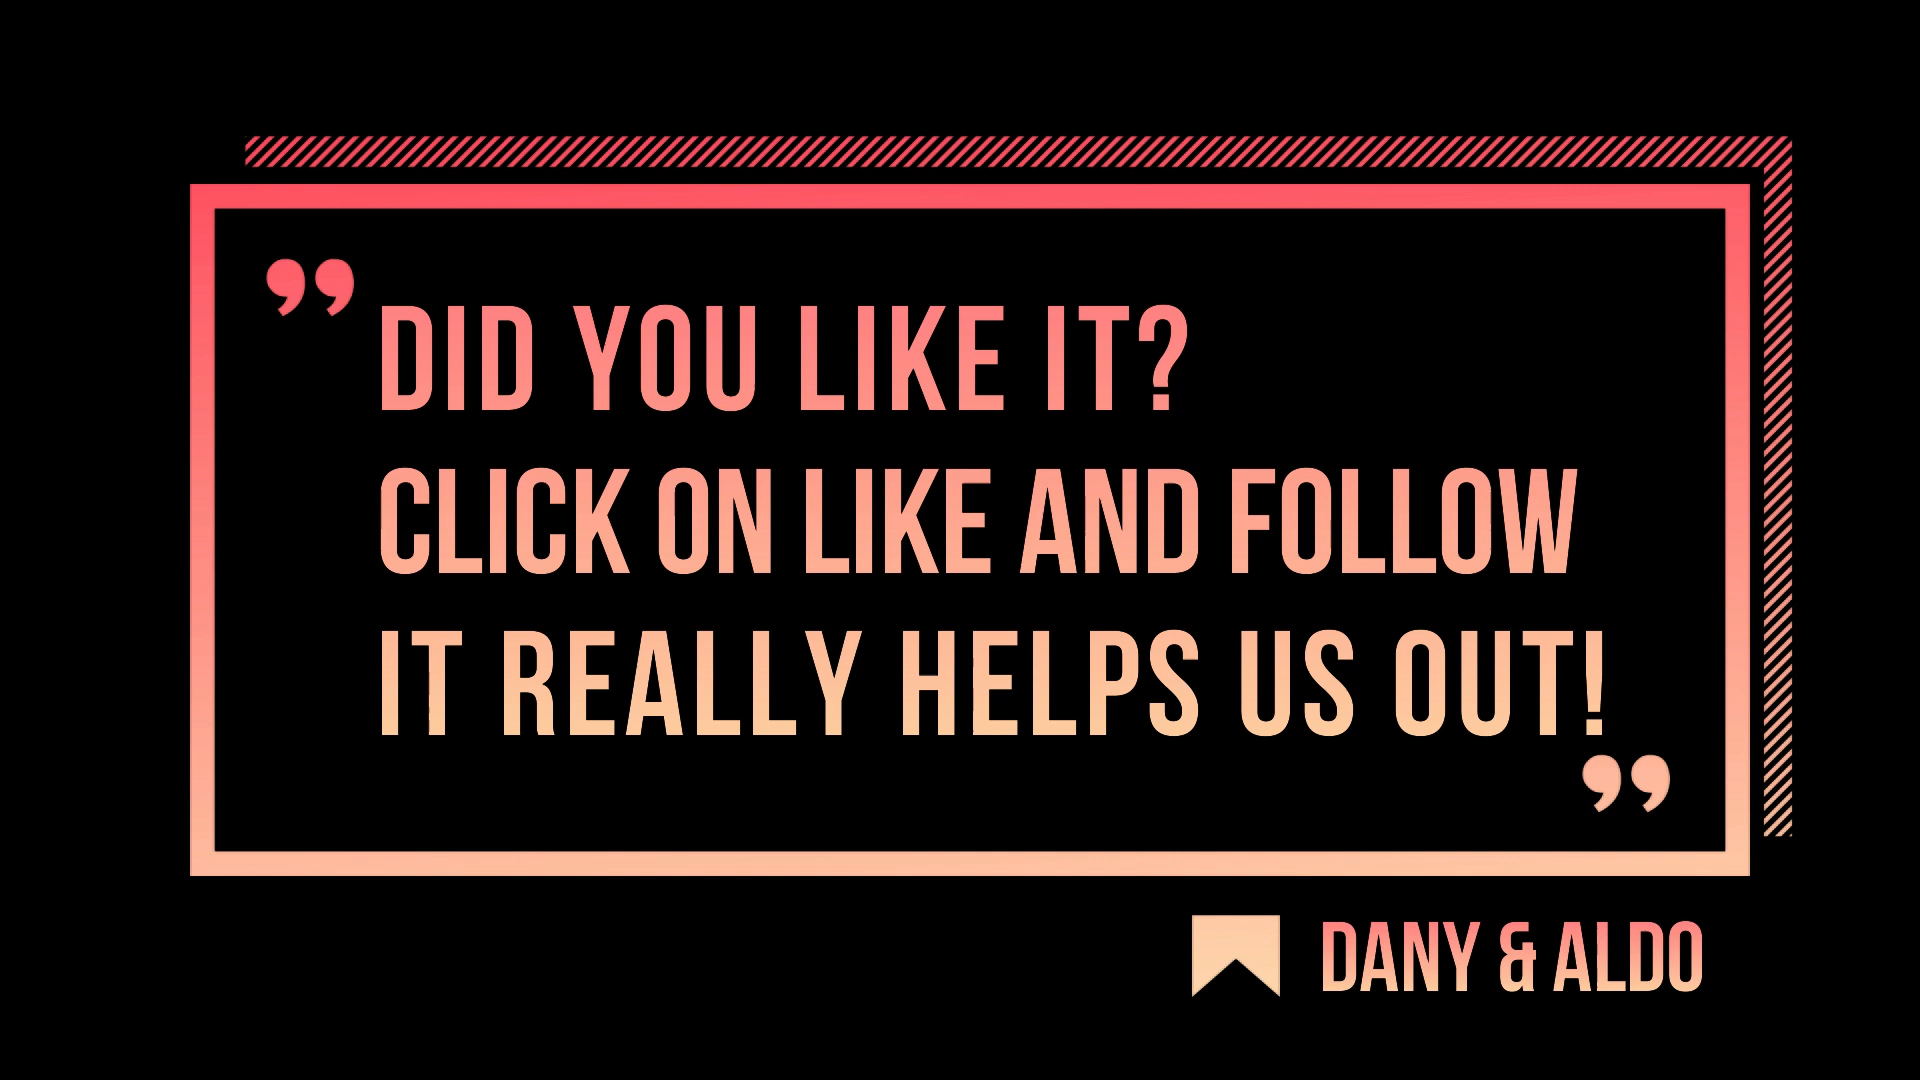 ”
DID YOU LIKE IT?
CLICK ON LIKE AND FOLLOW
IT REALLY HELPS US OUT!
”
DANY & ALDO